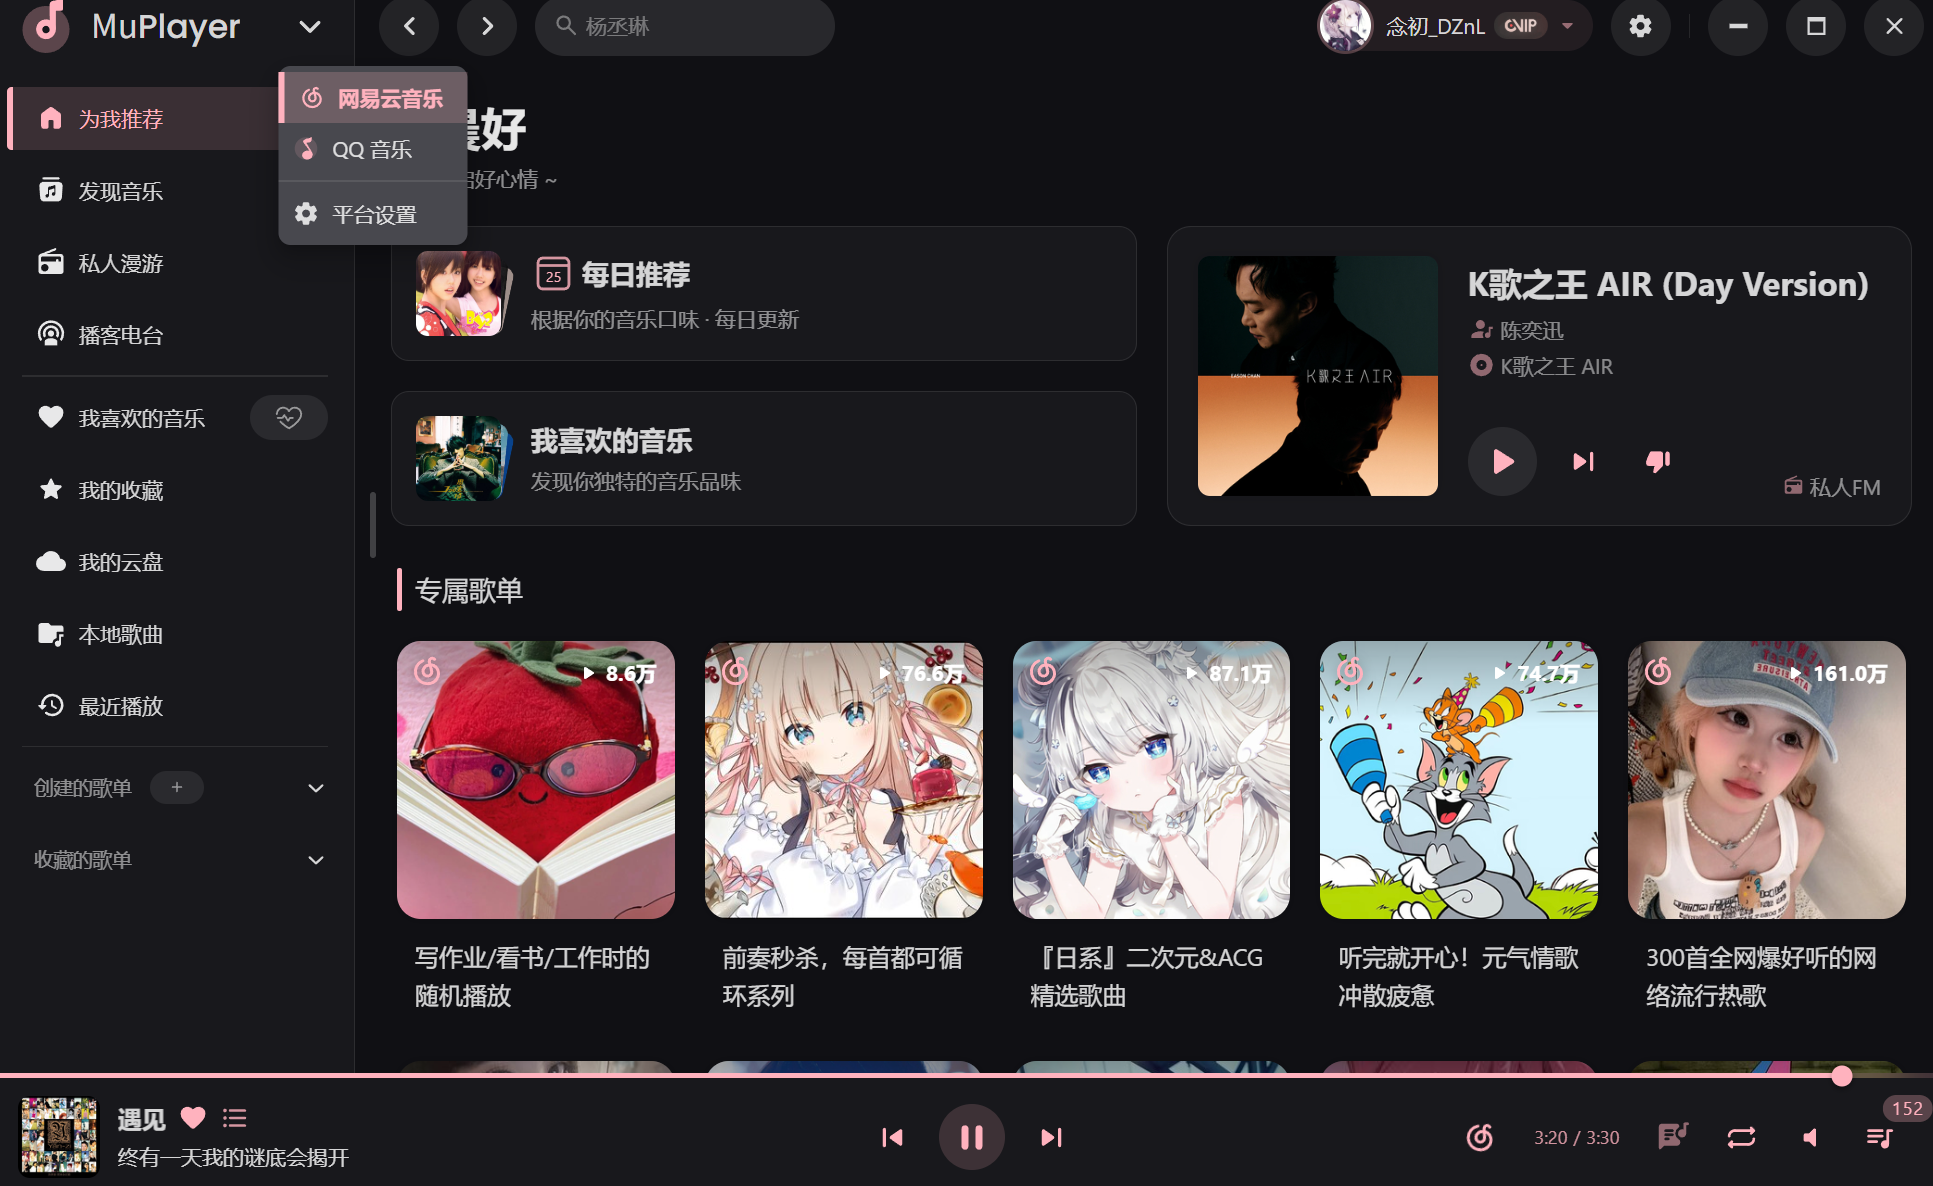 MuPlayer
杨丞琳
念初_DZnL
VIP
网易云音乐
QQ 音乐
平台设置
为我推荐
发现音乐
私人漫游
播客电台
我喜欢的音乐
我的收藏
我的云盘
本地歌曲
最近播放
创建的歌单
+
收藏的歌单
好
好心情 ~
25 每日推荐
根据你的音乐口味 · 每日更新
我喜欢的音乐
发现你独特的音乐品味
EASON CHAN
K歌之王 AIR
K歌之王 AIR (Day Version)
陈奕迅
K歌之王 AIR
私人FM
专属歌单
8.6万
76.6万
87.1万
74.7万
161.0万
写作业/看书/工作时的
随机播放
前奏秒杀，每首都可循
环系列
『日系』二次元&ACG
精选歌曲
听完就开心！元气情歌
冲散疲惫
300首全网爆好听的网
络流行热歌
遇见
终有一天我的谜底会揭开
3:20 / 3:30
152